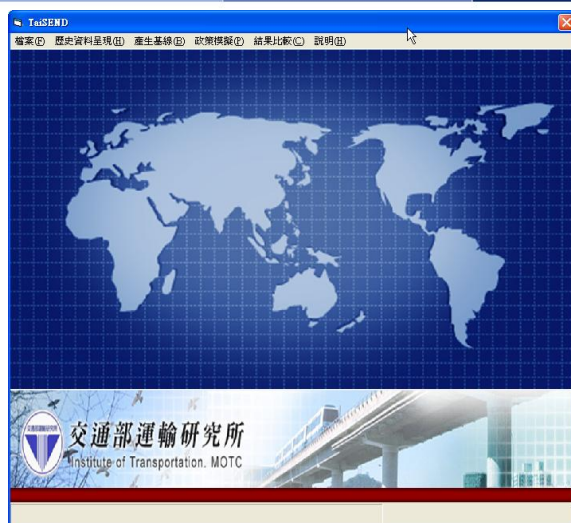 TaiSEND
檔案(F) 歷史資料呈現(H) 產生基線(B) 政策模擬(P) 結果比較(C) 說明(H)
交通部運輸研究所
Institute of Transportation. MOTC